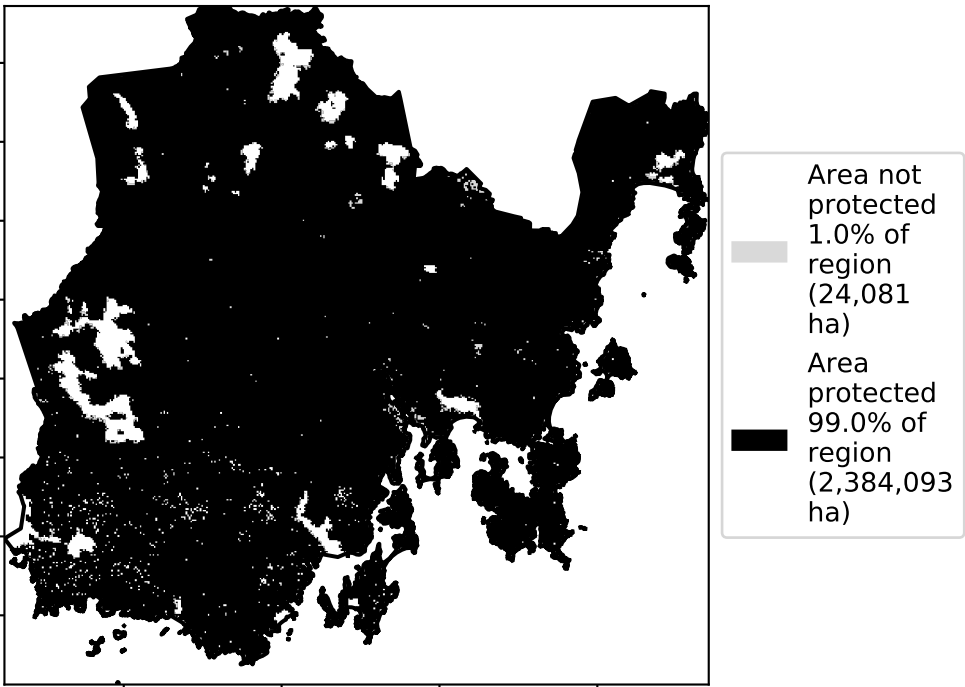 Area not
protected
1.0% of
region
(24,081
ha)
Area
protected
99.0% of
region
(2,384,093
ha)